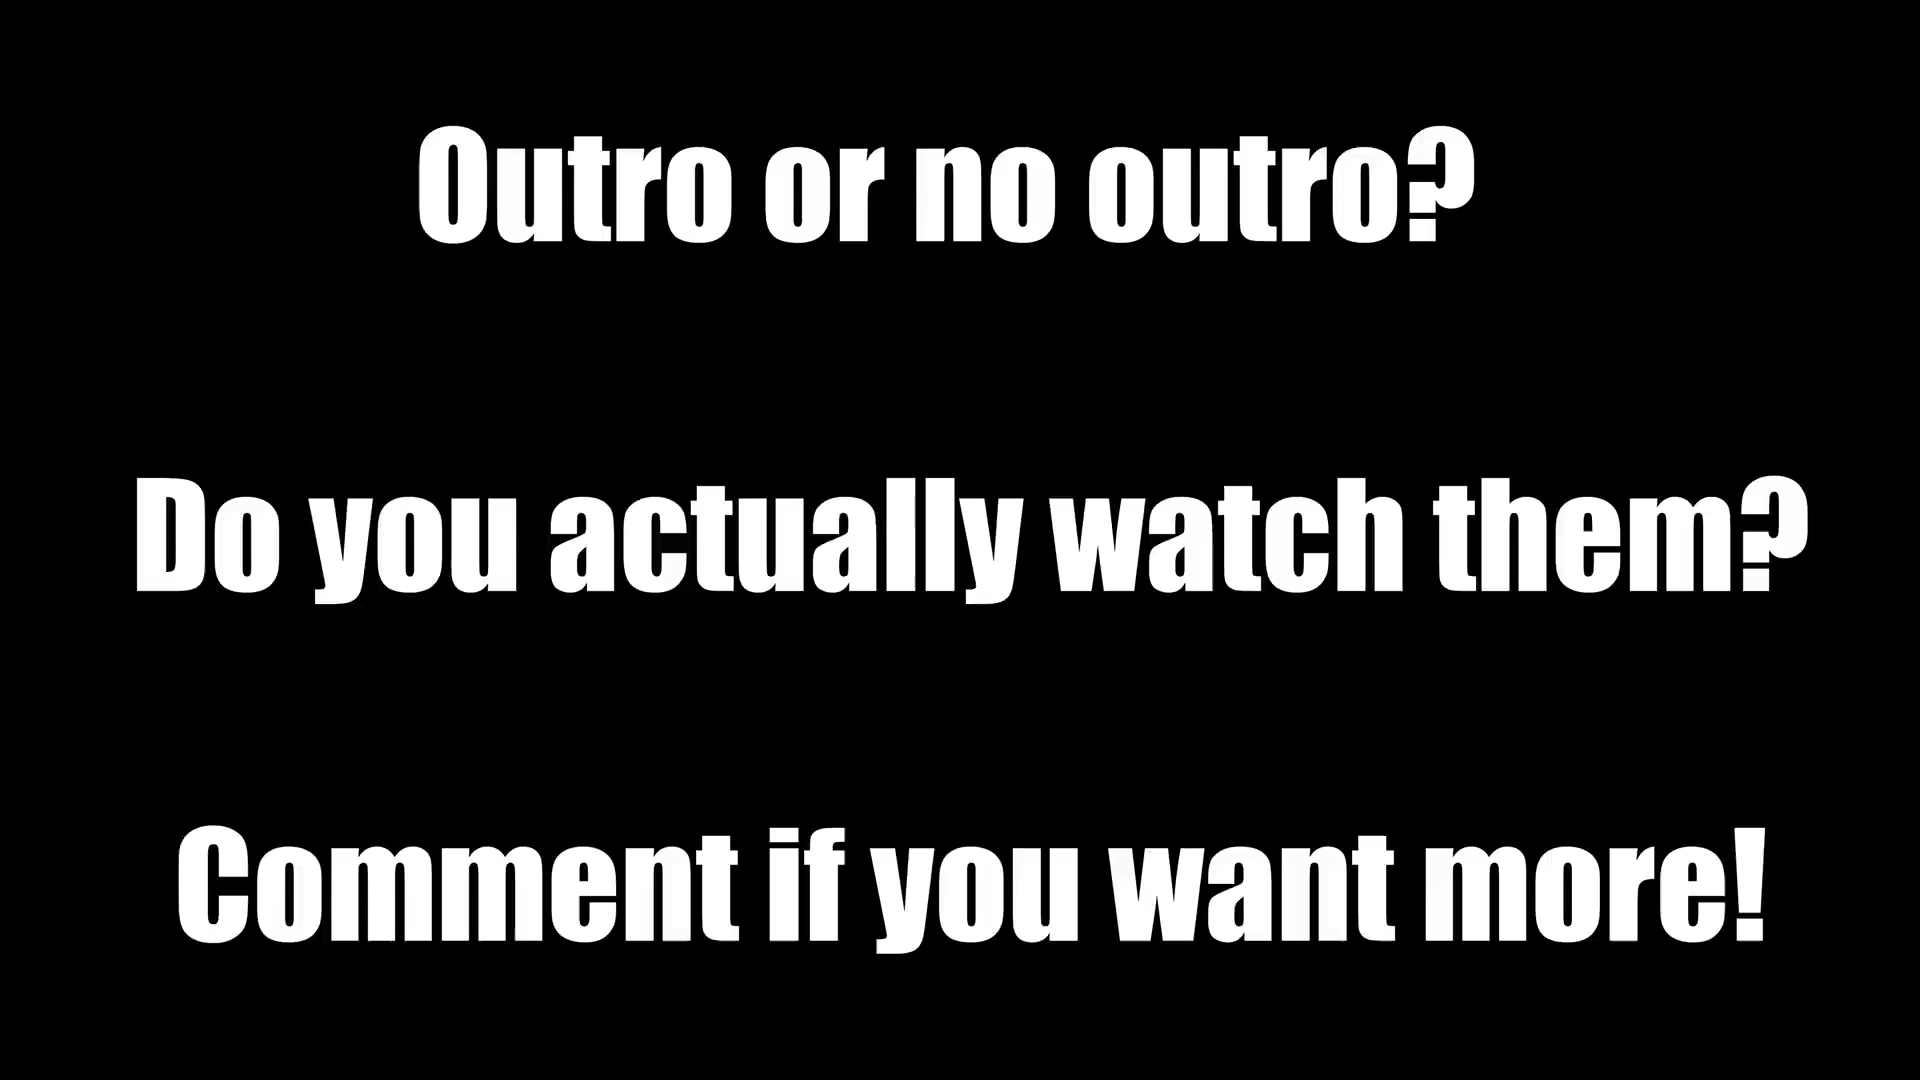 Outro or no outro?
Do you actually watch them?
Comment if you want more!